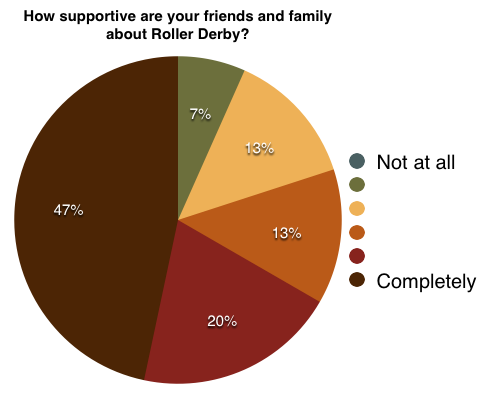 How supportive are your friends and family
about Roller Derby?
7%
13%
13%
20%
47%
Not at all
Completely